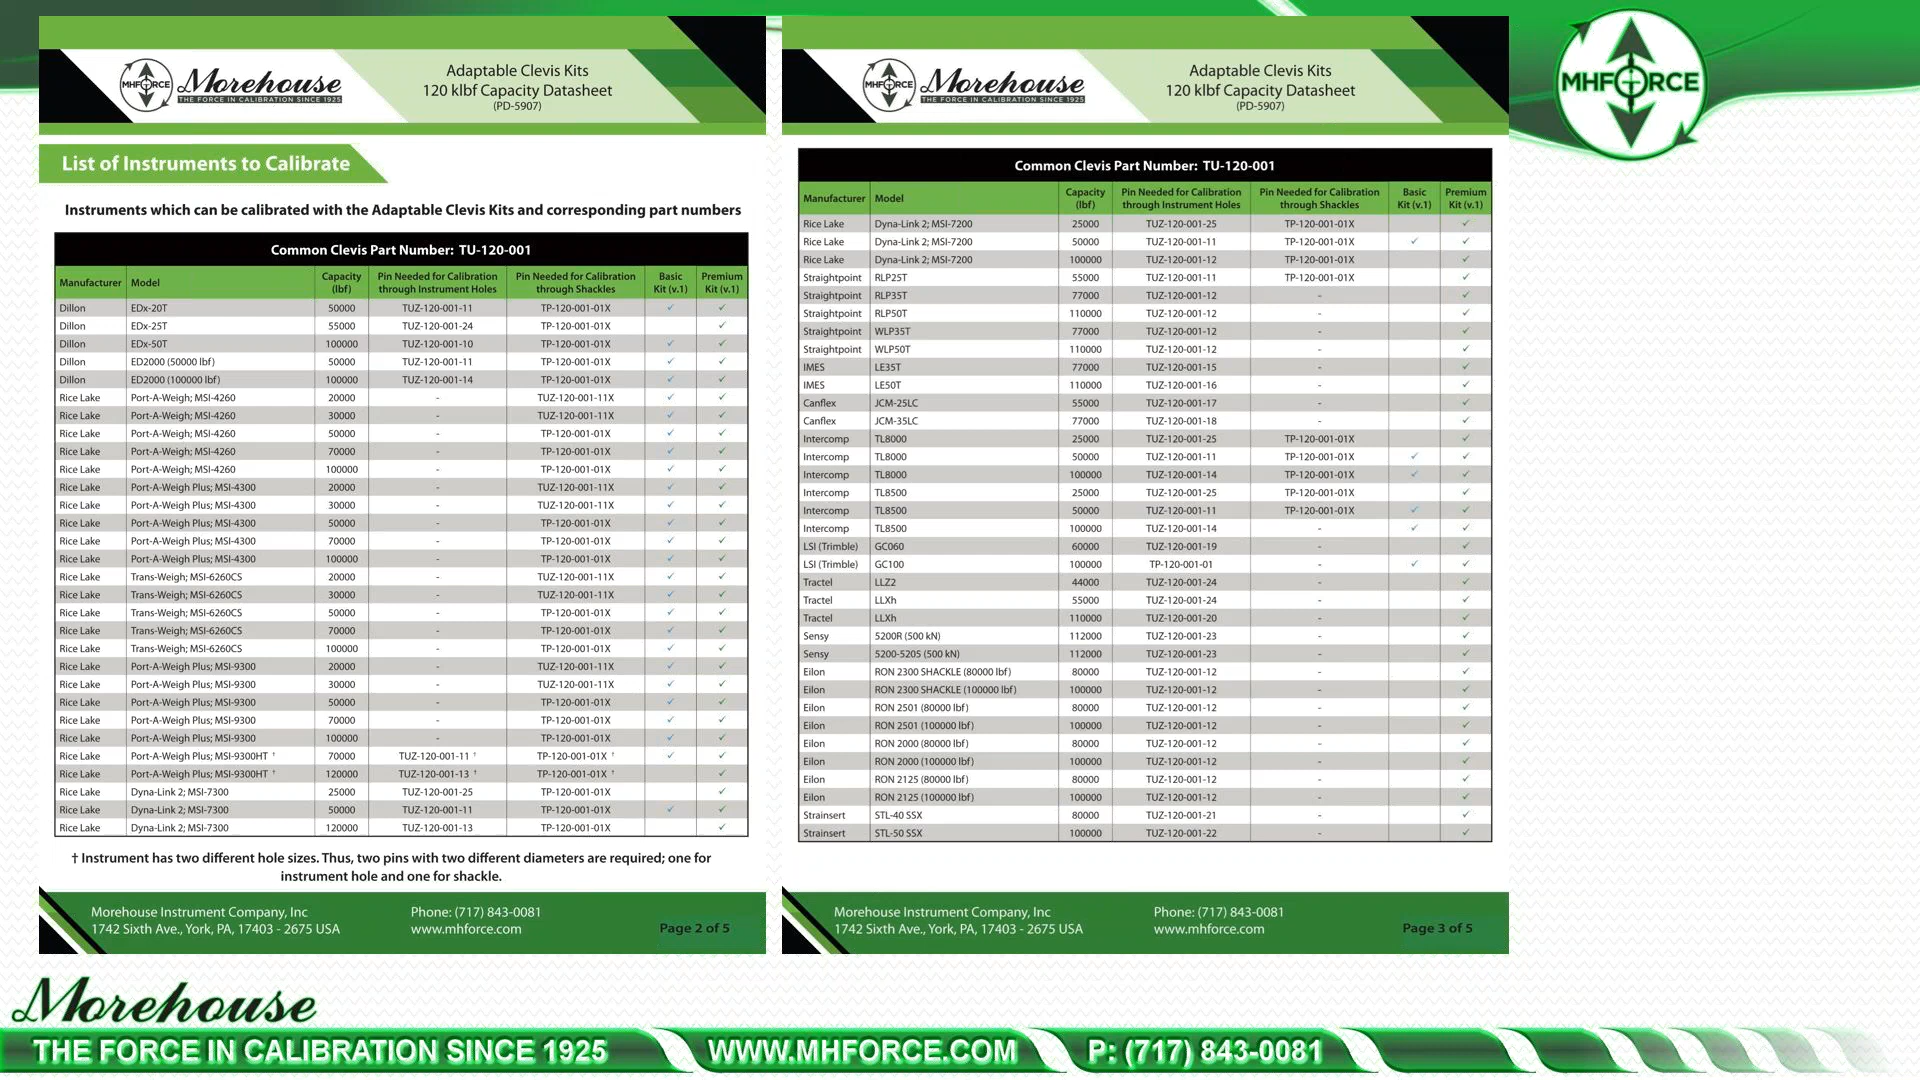 MHFORCE
Morehouse
THE FORCE IN CALIBRATION SINCE 1925
Adaptable Clevis Kits
120 klbf Capacity Datasheet
(PD-5907)
List of Instruments to Calibrate
Instruments which can be calibrated with the Adaptable Clevis Kits and corresponding part numbers
Common Clevis Part Number: TU-120-001
Manufacturer Model Capacity (lbf) Pin Needed for Calibration through Instrument Holes Pin Needed for Calibration through Shackles Basic Kit (v.1) Premium Kit (v.1)
Dillon EDx-20T 50000 TUZ-120-001-11 TP-120-001-01X ✓ ✓
Dillon EDx-25T 55000 TUZ-120-001-24 TP-120-001-01X ✓
Dillon EDx-50T 100000 TUZ-120-001-10 TP-120-001-01X ✓ ✓
Dillon ED2000 (50000 lbf) 50000 TUZ-120-001-11 TP-120-001-01X ✓ ✓
Dillon ED2000 (100000 lbf) 100000 TUZ-120-001-14 TP-120-001-01X ✓ ✓
Rice Lake Port-A-Weigh; MSI-4260 20000 - TUZ-120-001-11X ✓ ✓
Rice Lake Port-A-Weigh; MSI-4260 30000 - TUZ-120-001-11X ✓ ✓
Rice Lake Port-A-Weigh; MSI-4260 50000 - TP-120-001-01X ✓ ✓
Rice Lake Port-A-Weigh; MSI-4260 70000 - TP-120-001-01X ✓ ✓
Rice Lake Port-A-Weigh; MSI-4260 100000 - TP-120-001-01X ✓ ✓
Rice Lake Port-A-Weigh Plus; MSI-4300 20000 - TUZ-120-001-11X ✓ ✓
Rice Lake Port-A-Weigh Plus; MSI-4300 30000 - TUZ-120-001-11X ✓ ✓
Rice Lake Port-A-Weigh Plus; MSI-4300 50000 - TP-120-001-01X ✓ ✓
Rice Lake Port-A-Weigh Plus; MSI-4300 70000 - TP-120-001-01X ✓ ✓
Rice Lake Port-A-Weigh Plus; MSI-4300 100000 - TP-120-001-01X ✓ ✓
Rice Lake Trans-Weigh; MSI-6260CS 20000 - TUZ-120-001-11X ✓ ✓
Rice Lake Trans-Weigh; MSI-6260CS 30000 - TUZ-120-001-11X ✓ ✓
Rice Lake Trans-Weigh; MSI-6260CS 50000 - TP-120-001-01X ✓ ✓
Rice Lake Trans-Weigh; MSI-6260CS 70000 - TP-120-001-01X ✓ ✓
Rice Lake Trans-Weigh; MSI-6260CS 100000 - TP-120-001-01X ✓ ✓
Rice Lake Port-A-Weigh Plus; MSI-9300 20000 - TUZ-120-001-11X ✓ ✓
Rice Lake Port-A-Weigh Plus; MSI-9300 30000 - TUZ-120-001-11X ✓ ✓
Rice Lake Port-A-Weigh Plus; MSI-9300 50000 - TP-120-001-01X ✓ ✓
Rice Lake Port-A-Weigh Plus; MSI-9300 70000 - TP-120-001-01X ✓ ✓
Rice Lake Port-A-Weigh Plus; MSI-9300 100000 - TP-120-001-01X ✓ ✓
Rice Lake Port-A-Weigh Plus; MSI-9300HT † 70000 TUZ-120-001-11 † TP-120-001-01X † ✓ ✓
Rice Lake Port-A-Weigh Plus; MSI-9300HT † 120000 TUZ-120-001-13 † TP-120-001-01X † ✓
Rice Lake Dyna-Link 2; MSI-7300 25000 TUZ-120-001-25 TP-120-001-01X ✓
Rice Lake Dyna-Link 2; MSI-7300 50000 TUZ-120-001-11 TP-120-001-01X ✓ ✓
Rice Lake Dyna-Link 2; MSI-7300 120000 TUZ-120-001-13 TP-120-001-01X ✓
† Instrument has two different hole sizes. Thus, two pins with two different diameters are required; one for
instrument hole and one for shackle.
Morehouse Instrument Company, Inc Phone: (717) 843-0081
1742 Sixth Ave., York, PA, 17403 - 2675 USA www.mhforce.com Page 2 of 5
MHFORCE
Morehouse
THE FORCE IN CALIBRATION SINCE 1925
Adaptable Clevis Kits
120 klbf Capacity Datasheet
(PD-5907)
Common Clevis Part Number: TU-120-001
Manufacturer Model Capacity (lbf) Pin Needed for Calibration through Instrument Holes Pin Needed for Calibration through Shackles Basic Kit (v.1) Premium Kit (v.1)
Rice Lake Dyna-Link 2; MSI-7200 25000 TUZ-120-001-25 TP-120-001-01X ✓
Rice Lake Dyna-Link 2; MSI-7200 50000 TUZ-120-001-11 TP-120-001-01X ✓ ✓
Rice Lake Dyna-Link 2; MSI-7200 100000 TUZ-120-001-12 TP-120-001-01X ✓
Straightpoint RLP25T 55000 TUZ-120-001-11 TP-120-001-01X ✓
Straightpoint RLP35T 77000 TUZ-120-001-12 - ✓
Straightpoint RLP50T 110000 TUZ-120-001-12 - ✓
Straightpoint WLP35T 77000 TUZ-120-001-12 - ✓
Straightpoint WLP50T 110000 TUZ-120-001-12 - ✓
IMES LE35T 77000 TUZ-120-001-15 - ✓
IMES LE50T 110000 TUZ-120-001-16 - ✓
Canflex JCM-25LC 55000 TUZ-120-001-17 - ✓
Canflex JCM-35LC 77000 TUZ-120-001-18 - ✓
Intercomp TL8000 25000 TUZ-120-001-25 TP-120-001-01X ✓
Intercomp TL8000 50000 TUZ-120-001-11 TP-120-001-01X ✓ ✓
Intercomp TL8000 100000 TUZ-120-001-14 TP-120-001-01X ✓ ✓
Intercomp TL8500 25000 TUZ-120-001-25 TP-120-001-01X ✓
Intercomp TL8500 50000 TUZ-120-001-11 TP-120-001-01X ✓ ✓
Intercomp TL8500 100000 TUZ-120-001-14 - ✓ ✓
LSI (Trimble) GC060 60000 TUZ-120-001-19 - ✓
LSI (Trimble) GC100 100000 TP-120-001-01 - ✓ ✓
Tractel LLZ2 44000 TUZ-120-001-24 - ✓
Tractel LLXh 55000 TUZ-120-001-24 - ✓
Tractel LLXh 110000 TUZ-120-001-20 - ✓
Sensy 5200R (500 kN) 112000 TUZ-120-001-23 - ✓
Sensy 5200-5205 (500 kN) 112000 TUZ-120-001-23 - ✓
Eilon RON 2300 SHACKLE (80000 lbf) 80000 TUZ-120-001-12 - ✓
Eilon RON 2300 SHACKLE (100000 lbf) 100000 TUZ-120-001-12 - ✓
Eilon RON 2501 (80000 lbf) 80000 TUZ-120-001-12 - ✓
Eilon RON 2501 (100000 lbf) 100000 TUZ-120-001-12 - ✓
Eilon RON 2000 (80000 lbf) 80000 TUZ-120-001-12 - ✓
Eilon RON 2000 (100000 lbf) 100000 TUZ-120-001-12 - ✓
Eilon RON 2125 (80000 lbf) 80000 TUZ-120-001-12 - ✓
Eilon RON 2125 (100000 lbf) 100000 TUZ-120-001-12 - ✓
Strainsert STL-40 SSX 80000 TUZ-120-001-21 - ✓
Strainsert STL-50 SSX 100000 TUZ-120-001-22 - ✓
Morehouse Instrument Company, Inc Phone: (717) 843-0081
1742 Sixth Ave., York, PA, 17403 - 2675 USA www.mhforce.com Page 3 of 5
MHFORCE
Morehouse
THE FORCE IN CALIBRATION SINCE 1925 WWW.MHFORCE.COM P: (717) 843-0081